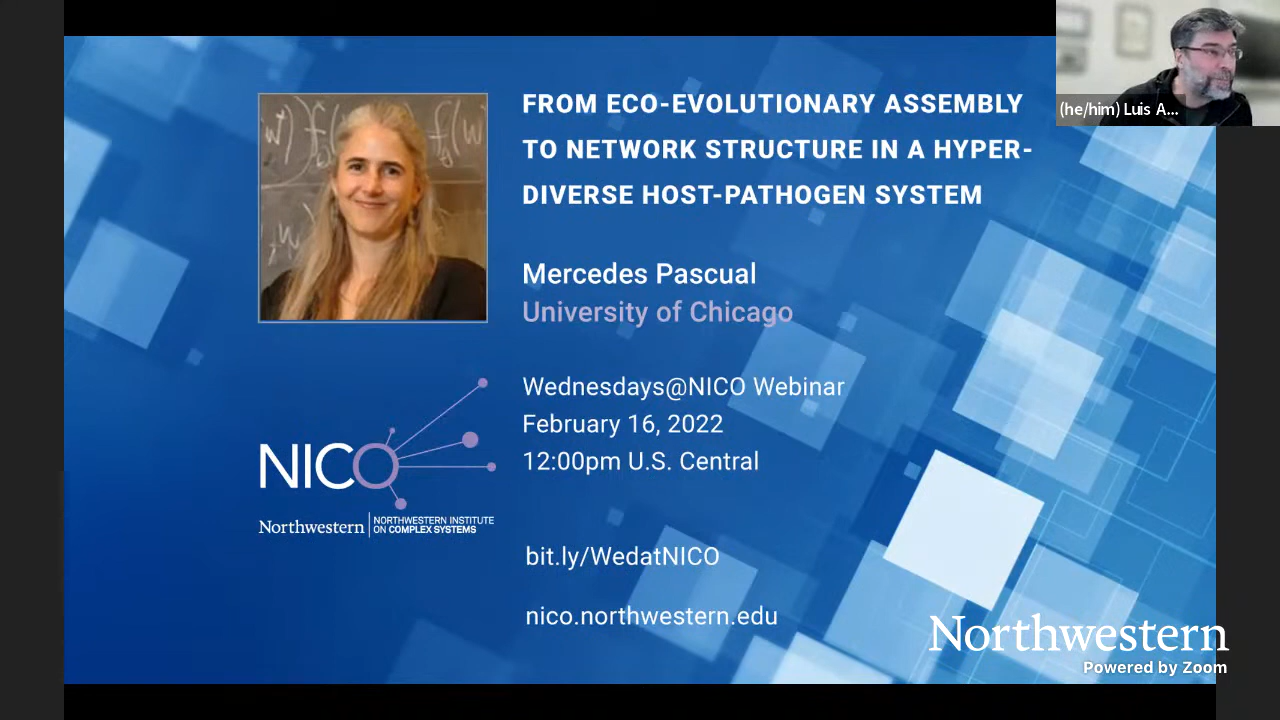 FROM ECO-EVOLUTIONARY ASSEMBLY
TO NETWORK STRUCTURE IN A HYPER-
DIVERSE HOST-PATHOGEN SYSTEM
Mercedes Pascual
University of Chicago
Wednesdays@NICO Webinar
February 16, 2022
12:00pm U.S. Central
bit.ly/WedatNICO
nico.northwestern.edu
NICO
Northwestern
NORTHWESTERN INSTITUTE
ON COMPLEX SYSTEMS
(he/him) Luis A...
Northwestern
Powered by Zoom